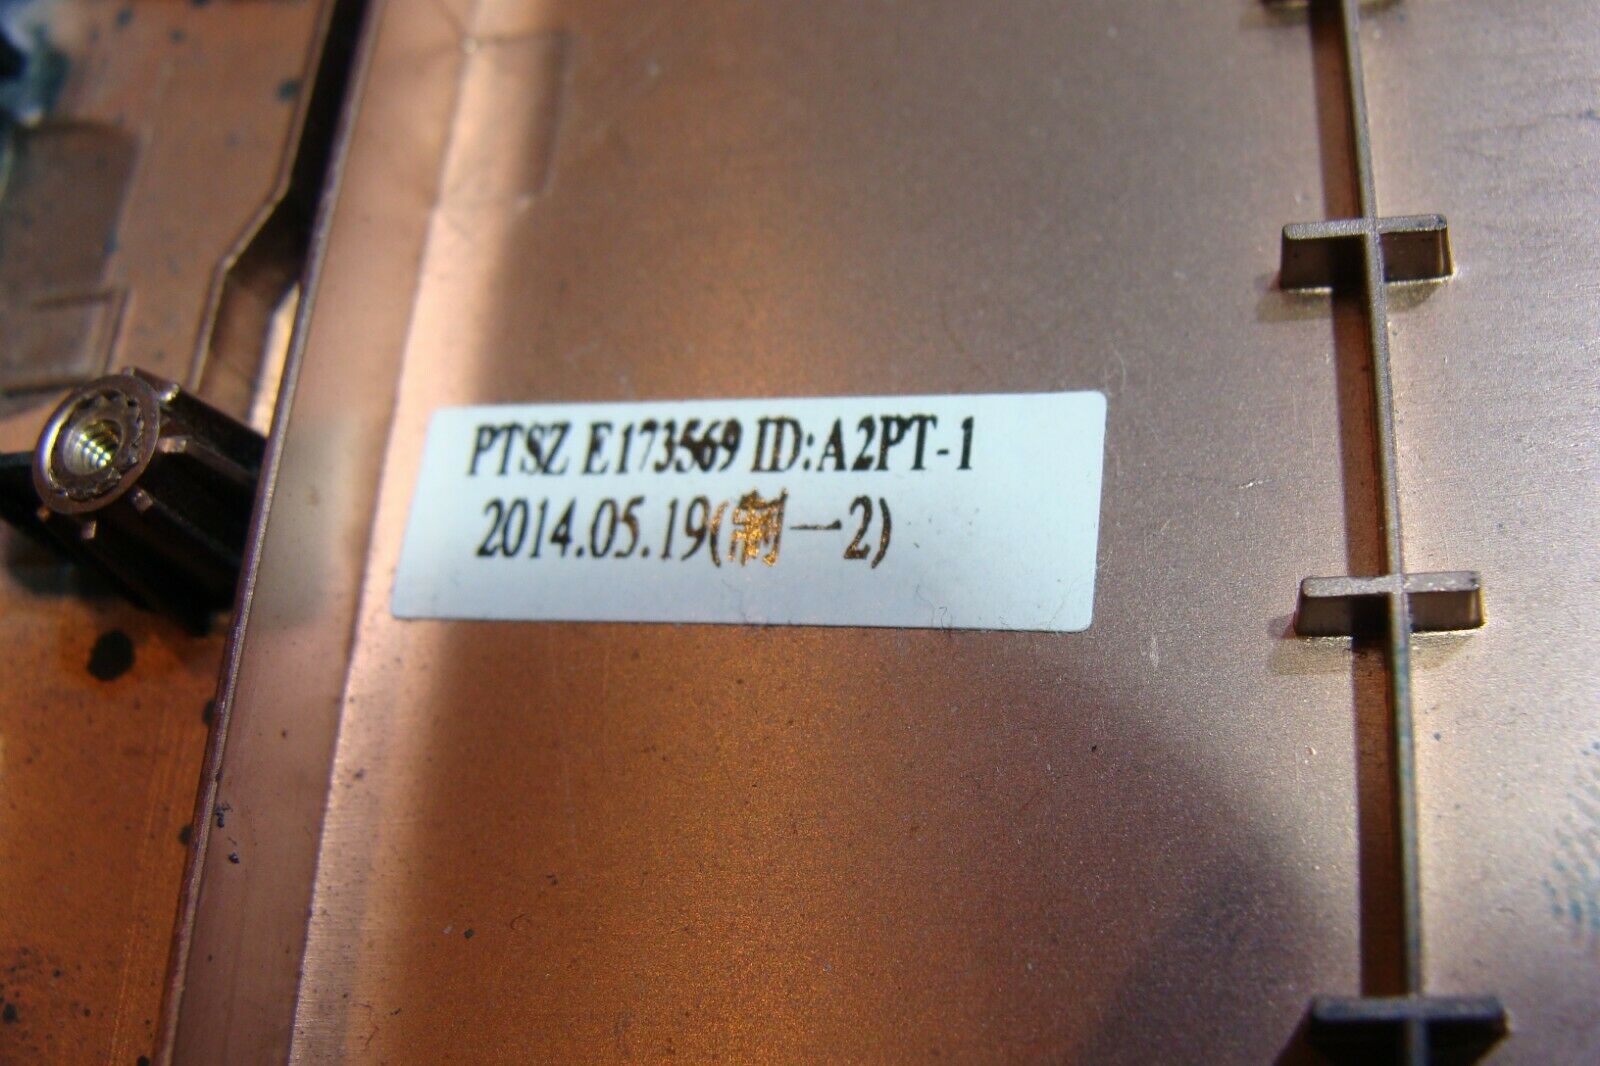 PTSZ E173569 ID:A2PT-1
2014.05.19(制一2)